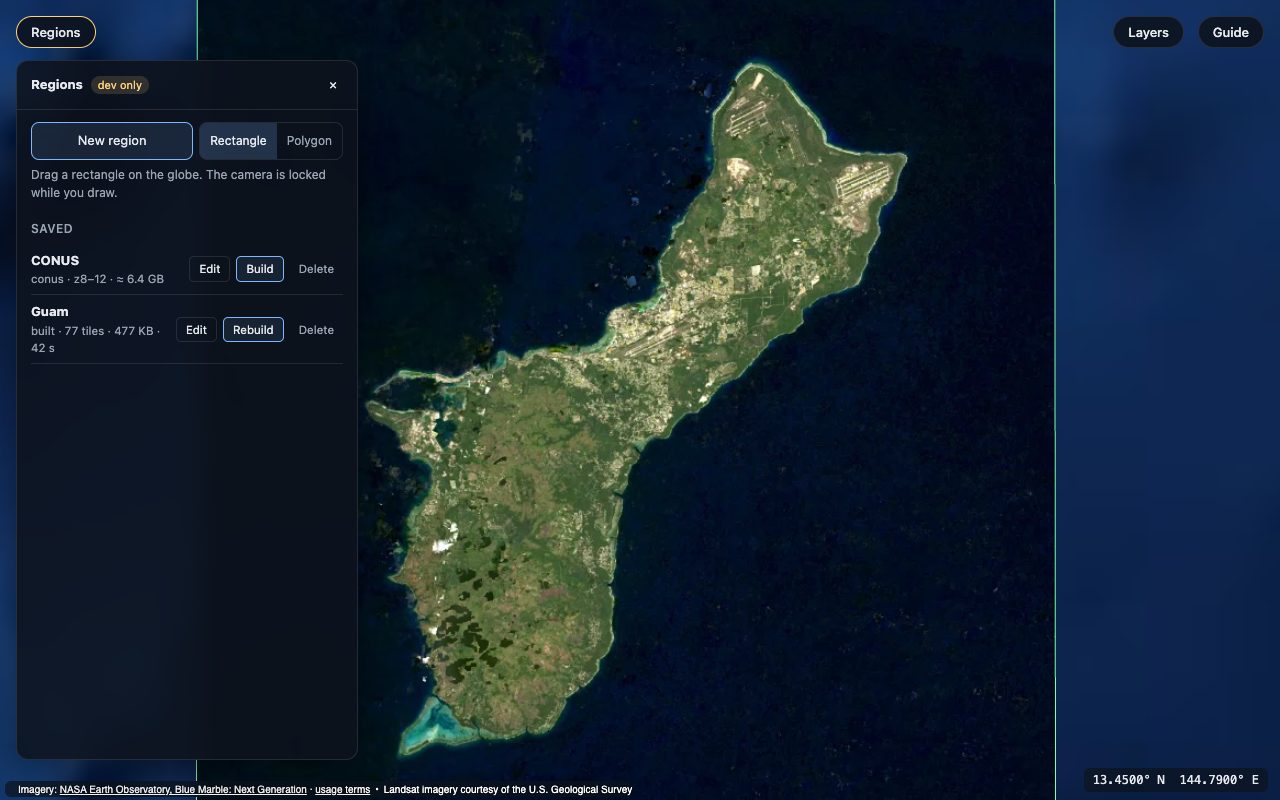 Regions
Layers
Guide
Regions dev only ×
New region
Rectangle
Polygon
Drag a rectangle on the globe. The camera is locked
while you draw.
SAVED
CONUS
conus · z8–12 · ≈ 6.4 GB
Edit
Build
Delete
Guam
built · 77 tiles · 477 KB ·
42 s
Edit
Rebuild
Delete
Imagery: NASA Earth Observatory, Blue Marble: Next Generation · usage terms • Landsat imagery courtesy of the U.S. Geological Survey
13.4500° N 144.7900° E